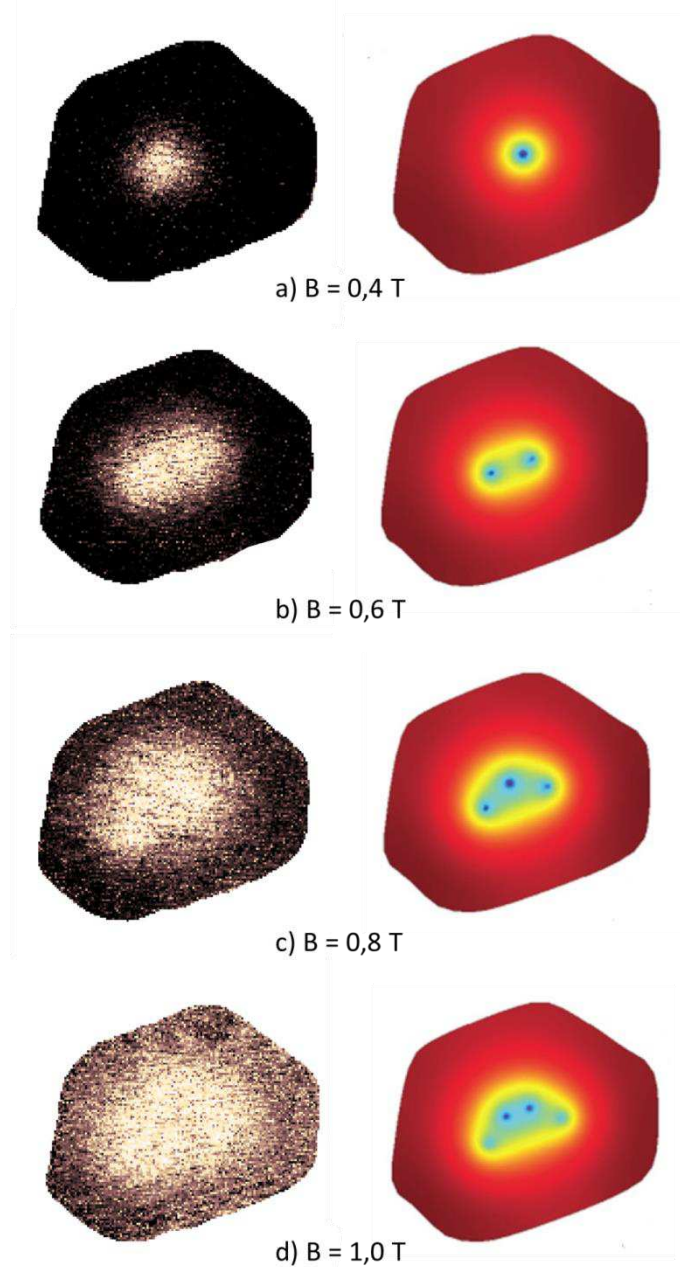 a) B = 0,4 T
b) B = 0,6 T
c) B = 0,8 T
d) B = 1,0 T